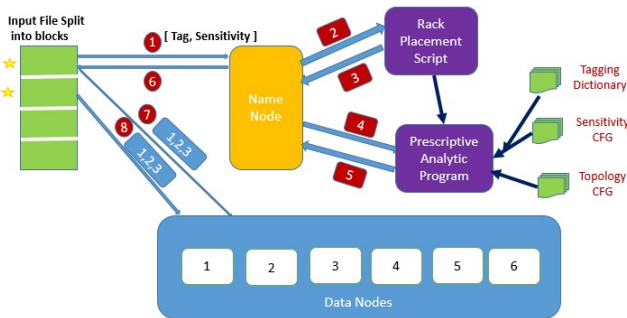 Input File Split
into blocks
1 [ Tag, Sensitivity ]
6
7
8
1,2,3
1,2,3
Name
Node
2
3
4
5
Rack
Placement
Script
Prescriptive
Analytic
Program
Tagging
Dictionary
Sensitivity
CFG
Topology
CFG
1 2 3 4 5 6
Data Nodes